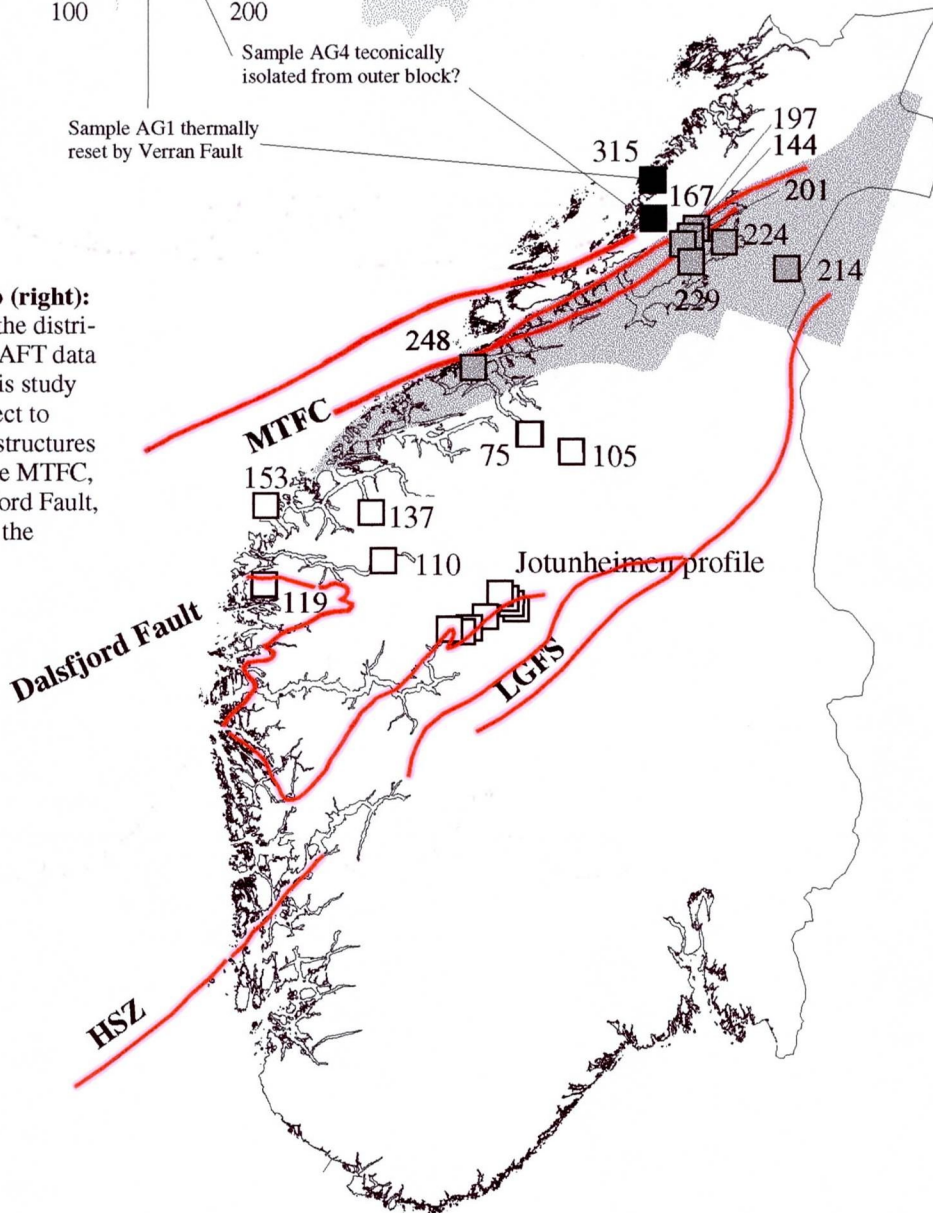 100
200
Sample AG4 teconically
isolated from outer block?
Sample AG1 thermally
reset by Verran Fault
197
144
315
167
201
224
214
229
(right):
the distri-
AFT data
is study
ect to
structures
e MTFC,
ord Fault,
the
248
MTFC
75
105
153
137
110
Jotunheimen profile
119
Dalsfjord Fault
LGFS
HSZ